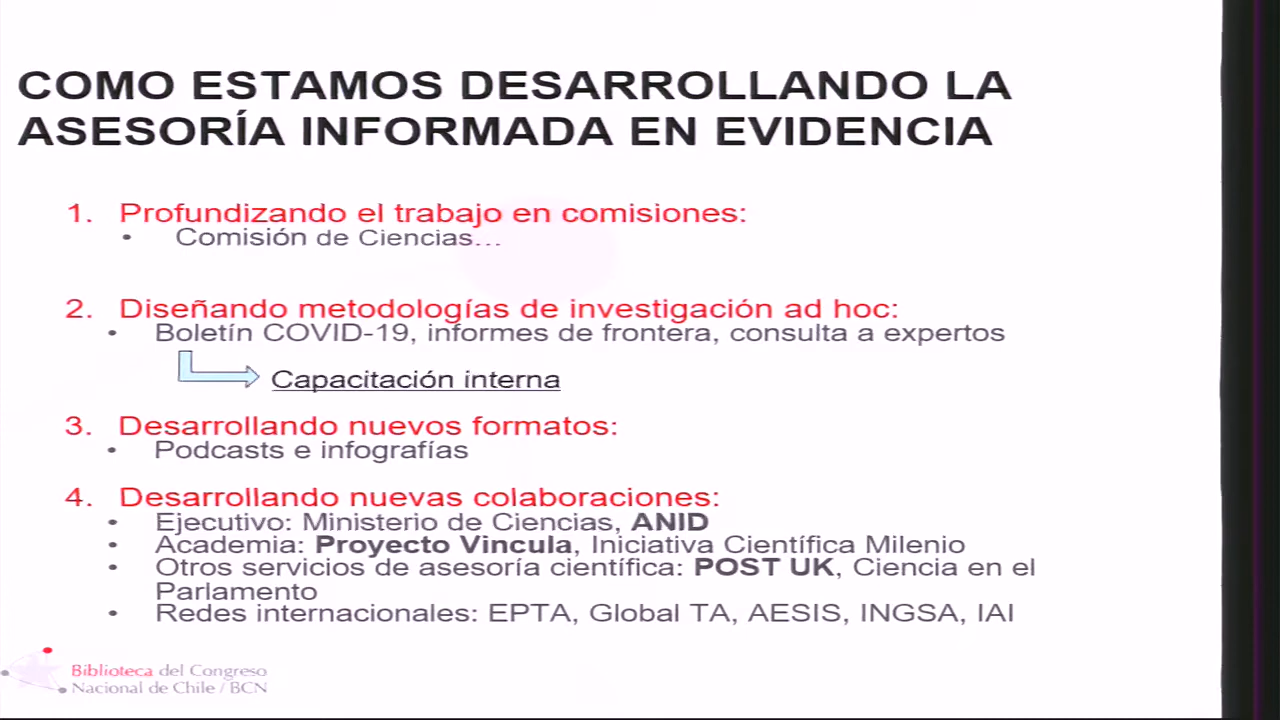 COMO ESTAMOS DESARROLLANDO LA
ASESORÍA INFORMADA EN EVIDENCIA
1. Profundizando el trabajo en comisiones:
• Comisión de Ciencias...
2. Diseñando metodologías de investigación ad hoc:
• Boletín COVID-19, informes de frontera, consulta a expertos
Capacitación interna
3. Desarrollando nuevos formatos:
• Podcasts e infografías
4. Desarrollando nuevas colaboraciones:
• Ejecutivo: Ministerio de Ciencias, ANID
• Academia: Proyecto Vincula, Iniciativa Científica Milenio
• Otros servicios de asesoría científica: POST UK, Ciencia en el
Parlamento
• Redes internacionales: EPTA, Global TA, AESIS, INGSA, IAI
Biblioteca del Congreso
Nacional de Chile / BCN